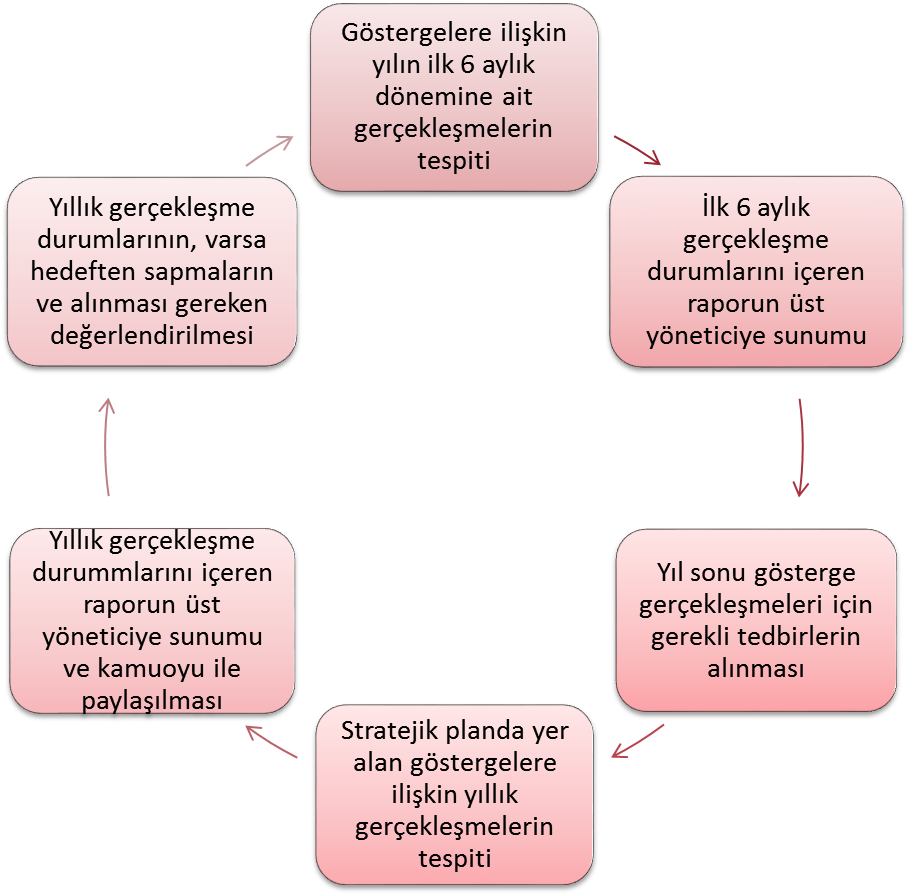 Göstergelere ilişkin
yılın ilk 6 aylık
dönemine ait
gerçekleşmelerin
tespiti
İlk 6 aylık
gerçekleşme
durumlarını içeren
raporun üst
yöneticiye sunumu
Yıl sonu gösterge
gerçekleşmeleri için
gerekli tedbirlerin
alınması
Stratejik planda yer
alan göstergelere
ilişkin yıllık
gerçekleşmelerin
tespiti
Yıllık gerçekleşme
durummlarını içeren
raporun üst
yöneticiye sunumu
ve kamuoyu ile
paylaşılması
Yıllık gerçekleşme
durumlarının, varsa
hedeften sapmaların
ve alınması gereken
değerlendirilmesi